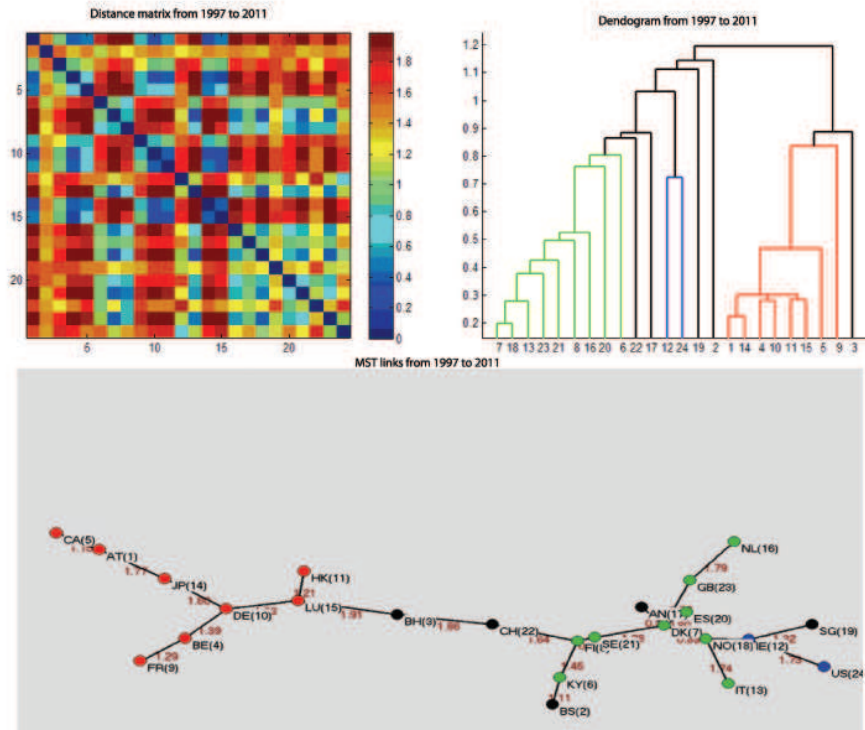 Distance matrix from 1997 to 2011
5
10
15
20
5 10 15 20
1.8
1.6
1.4
1.2
1
0.8
0.6
0.4
0.2
0
Dendogram from 1997 to 2011
1.2
1.1
1
0.9
0.8
0.7
0.6
0.5
0.4
0.3
0.2
7 18 13 23 21 8 16 20 6 22 17 12 24 19 2 1 14 4 10 11 15 5 9 3
MST links from 1997 to 2011
CA(5)
AT(1)
1.77
JP(14)
DE(10)
1.39
BE(4)
1.29
FR(9)
HK(11)
LU(15)
1.91
BH(3)
1.86
CH(22)
1.64
SE(21)
1.45
KY(6)
BS(2)
NL(16)
1.79
GB(23)
AN(17)
ES(20)
DK(7)
NO(18)
IE(12)
SG(19)
US(24
IT(13)